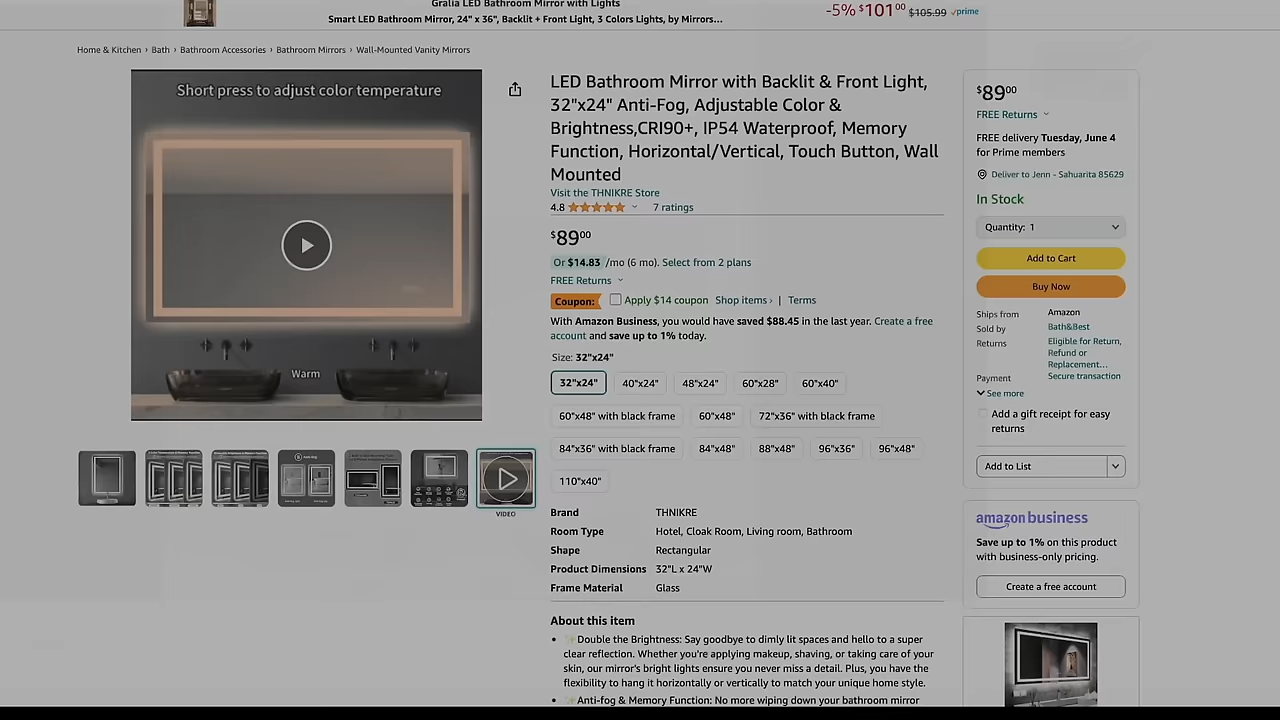 Gralia LED Bathroom Mirror with Lights
Smart LED Bathroom Mirror, 24" x 36", Backlit + Front Light, 3 Colors Lights, by Mirrors…
-5% $101⁰⁰ $105.99 ✓prime
Home & Kitchen › Bath › Bathroom Accessories › Bathroom Mirrors › Wall-Mounted Vanity Mirrors
Short press to adjust color temperature
Warm
VIDEO
LED Bathroom Mirror with Backlit & Front Light,
32"x24" Anti-Fog, Adjustable Color &
Brightness,CRI90+, IP54 Waterproof, Memory
Function, Horizontal/Vertical, Touch Button, Wall
Mounted
Visit the THNIKRE Store
4.8 ★★★★★ 7 ratings
$89⁰⁰
Or $14.83 /mo (6 mo). Select from 2 plans
FREE Returns
Coupon: Apply $14 coupon Shop items › | Terms
With Amazon Business, you would have saved $88.45 in the last year. Create a free
account and save up to 1% today.
Size: 32"x24"
32"x24" 40"x24" 48"x24" 60"x28" 60"x40"
60"x48" with black frame 60"x48" 72"x36" with black frame
84"x36" with black frame 84"x48" 88"x48" 96"x36" 96"x48"
110"x40"
Brand THNIKRE
Room Type Hotel, Cloak Room, Living room, Bathroom
Shape Rectangular
Product Dimensions 32"L x 24"W
Frame Material Glass
About this item
• ✨Double the Brightness: Say goodbye to dimly lit spaces and hello to a super
clear reflection. Whether you're applying makeup, shaving, or taking care of your
skin, our mirror's bright lights ensure you never miss a detail. Plus, you have the
flexibility to hang it horizontally or vertically to match your unique home style.
• ✨Anti-fog & Memory Function: No more wiping down your bathroom mirror
$89⁰⁰
FREE Returns
FREE delivery Tuesday, June 4
for Prime members
Deliver to Jenn - Sahuarita 85629
In Stock
Quantity: 1
Add to Cart
Buy Now
Ships from Amazon
Sold by Bath&Best
Returns Eligible for Return,
Refund or
Replacement…
Payment Secure transaction
See more
Add a gift receipt for easy
returns
Add to List
amazon business
Save up to 1% on this product
with business-only pricing.
Create a free account